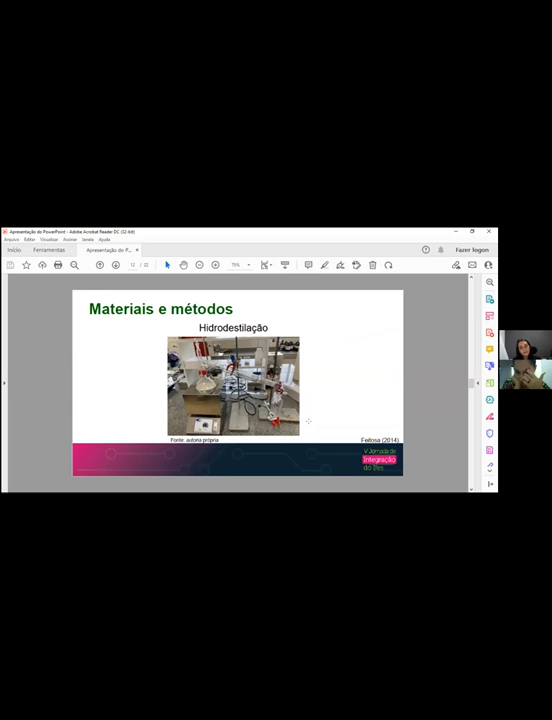 Apresentação do PowerPoint - Adobe Acrobat Reader DC (32-bit)
Arquivo Editar Visualizar Assinar Janela Ajuda
Início Ferramentas Apresentação do P... × Fazer logon
12 / 22 75%
Materiais e métodos
Hidrodestilação
Fonte: autoria própria
Feitosa (2014)
V Jornada de
Integração
do Ifes